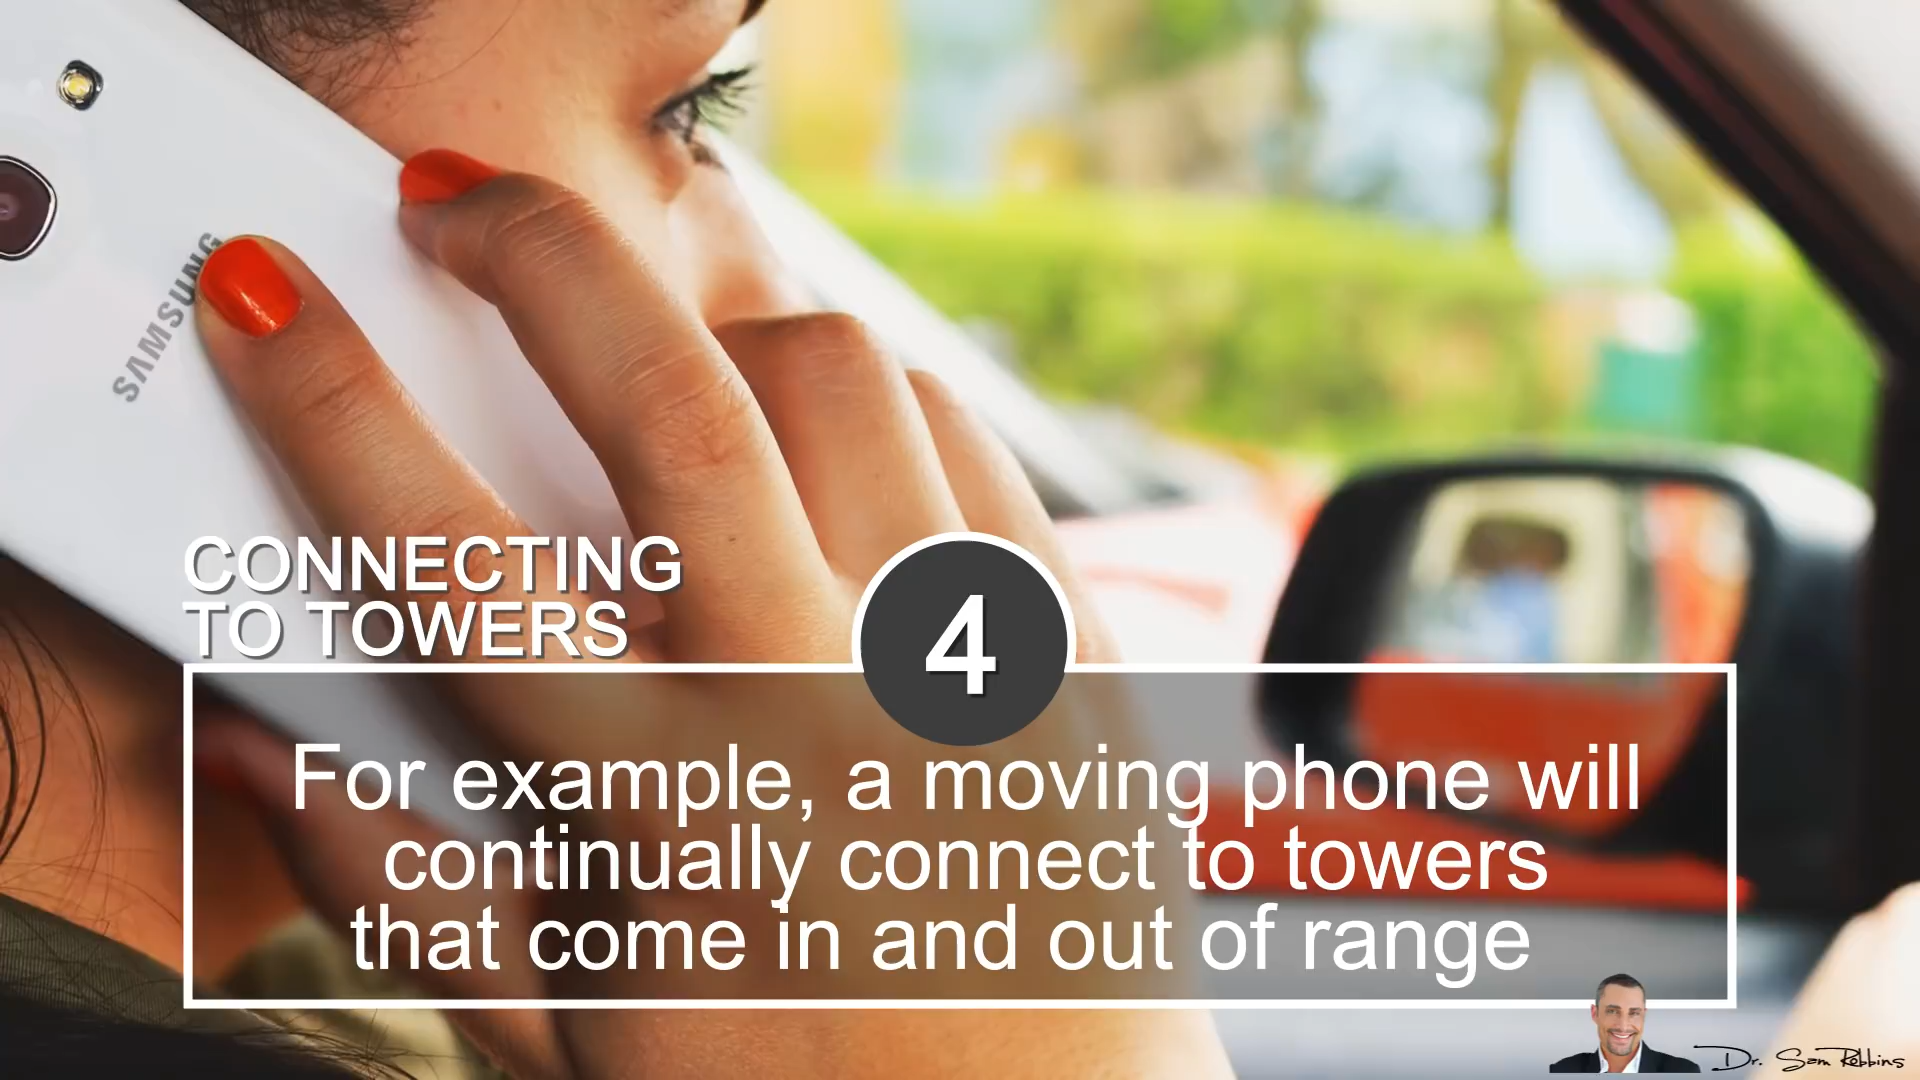 SAMSUNG
CONNECTING
TO TOWERS
4
For example, a moving phone will
continually connect to towers
that come in and out of range
Dr. Sam Robbins